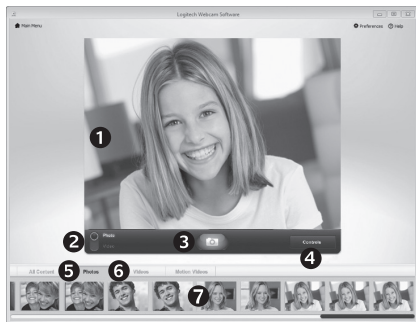 Logitech Webcam Software
Main Menu
Preferences
Help
1
2
Photo
Video
3
Controls
4
All Content
5
Photos
6
Videos
Motion Videos
7